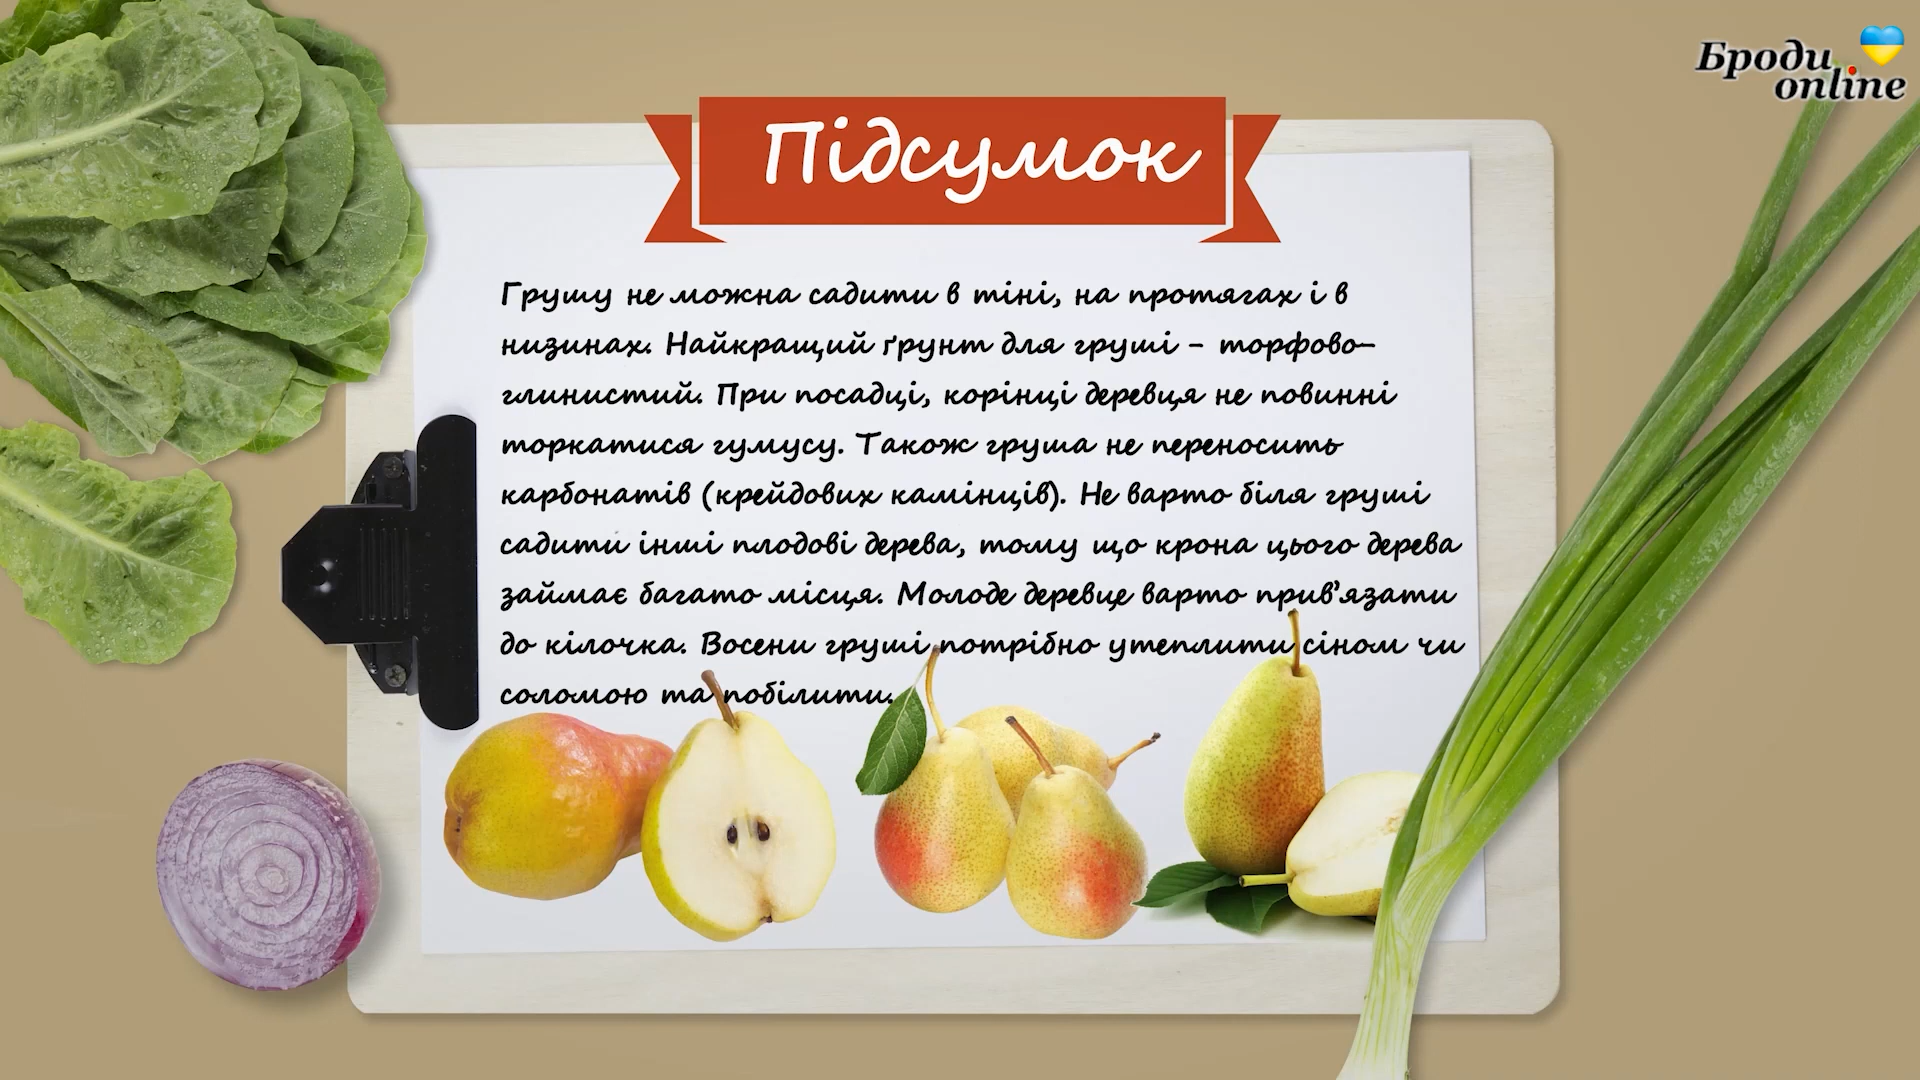 Броди
online
Підсумок
Грушу не можна садити в тіні, на протягах і в
низинах. Найкращий ґрунт для груші - торфово-
глинистий. При посадці, корінці деревця не повинні
торкатися гумусу. Також груша не переносить
карбонатів (крейдових камінців). Не варто біля груші
садити інші плодові дерева, тому що крона цього дерева
займає багато місця. Молоде деревце варто прив'язати
до кілочка. Восени груші потрібно утеплити сіном чи
соломою та побілити.